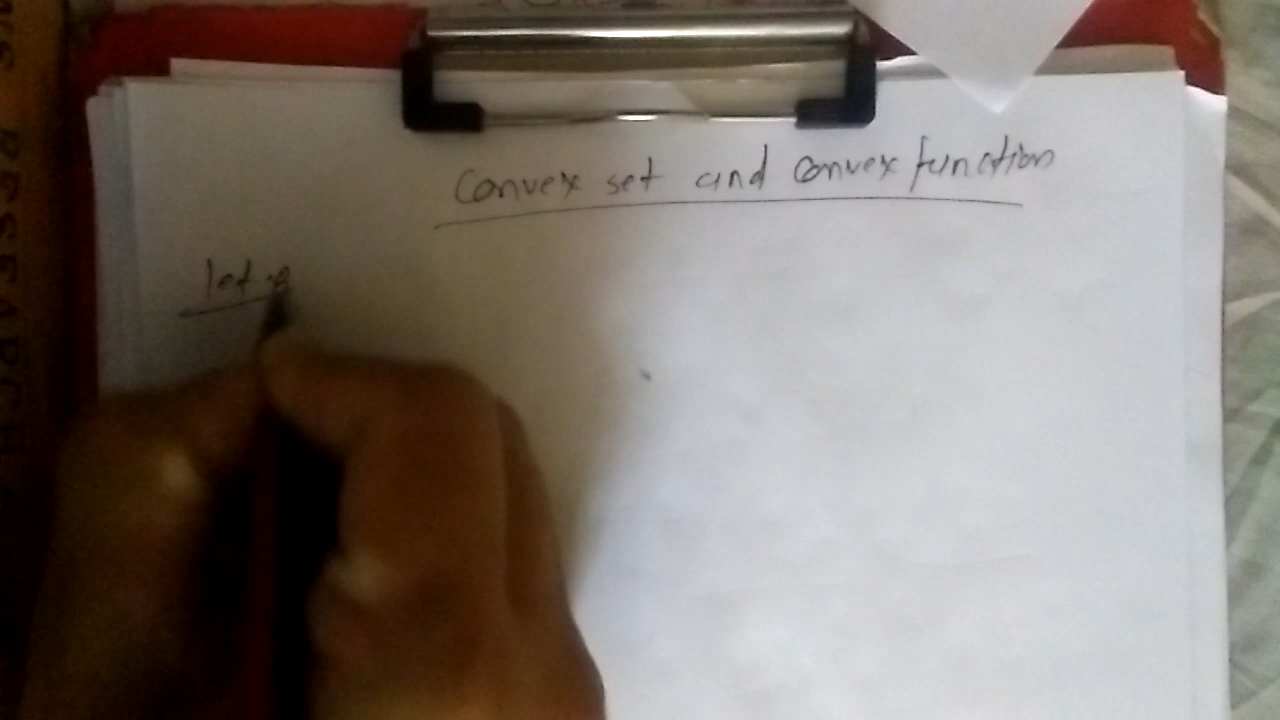 convex set and convex function
let